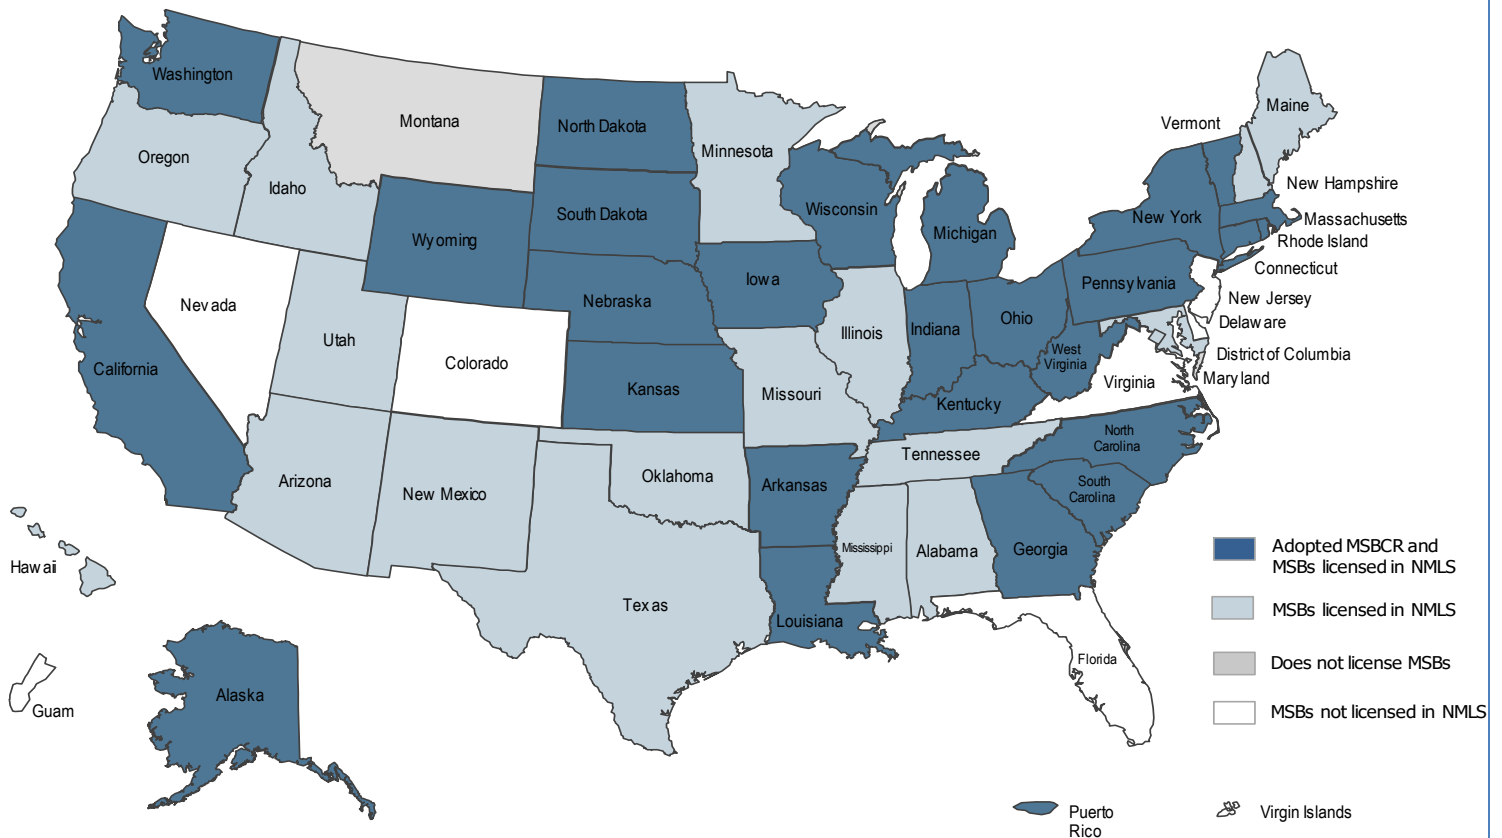 Washington
Montana
North Dakota
Minnesota
Vermont
Maine
Oregon
Idaho
Wyoming
South Dakota
Wisconsin
Michigan
New York
New Hampshire
Massachusetts
Rhode Island
Connecticut
Nevada
Utah
Colorado
Nebraska
Iowa
Illinois
Indiana
Ohio
Pennsylvania
New Jersey
Delaware
District of Columbia
Maryland
West
Virginia
Virginia
California
Kansas
Missouri
Kentucky
North
Carolina
Tennessee
South
Carolina
Arizona
New Mexico
Oklahoma
Arkansas
Mississippi
Alabama
Georgia
Hawaii
Texas
Louisiana
Florida
Guam
Alaska
Adopted MSBCR and
MSBs licensed in NMLS
MSBs licensed in NMLS
Does not license MSBs
MSBs not licensed in NMLS
Puerto
Rico
Virgin Islands